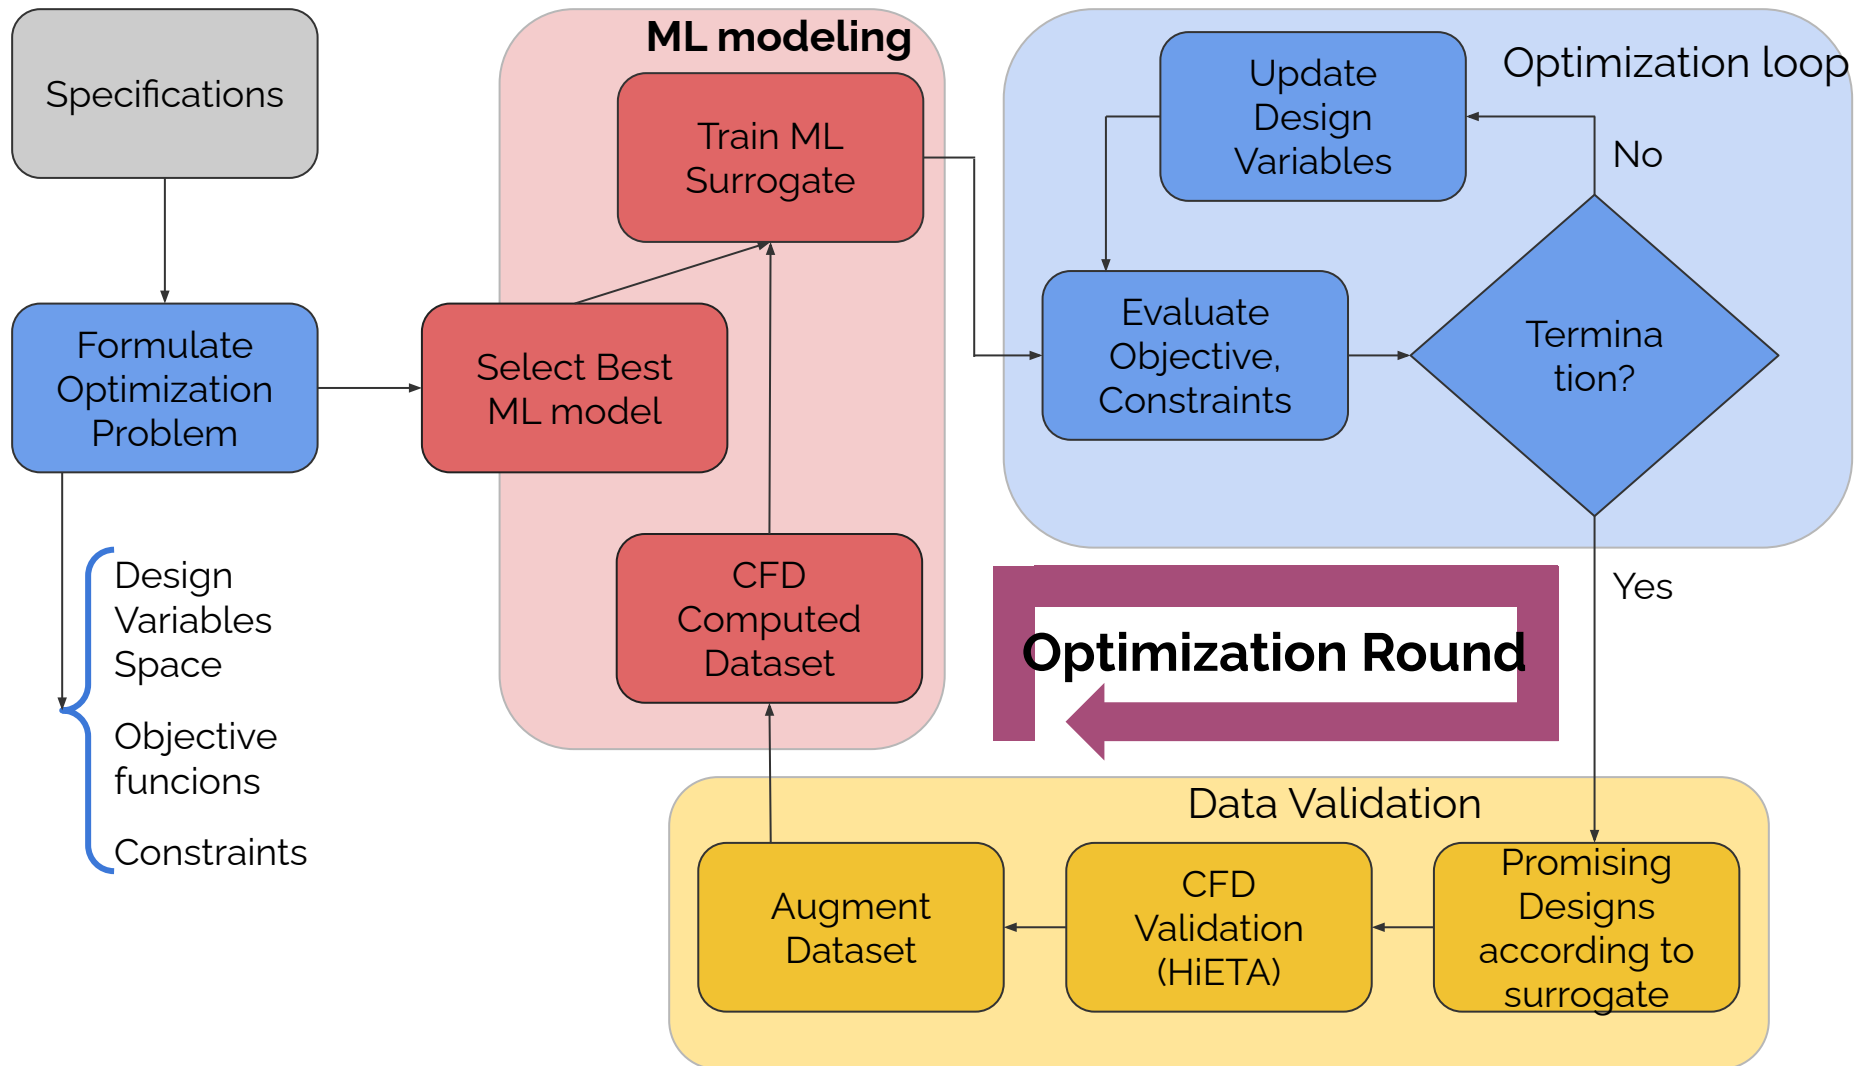 Specifications
Formulate
Optimization
Problem
Design
Variables
Space
Objective
funcions
Constraints
ML modeling
Train ML
Surrogate
Select Best
ML model
CFD
Computed
Dataset
Optimization loop
Update
Design
Variables
No
Evaluate
Objective,
Constraints
Termina
tion?
Yes
Optimization Round
Data Validation
Promising
Designs
according to
surrogate
CFD
Validation
(HiETA)
Augment
Dataset